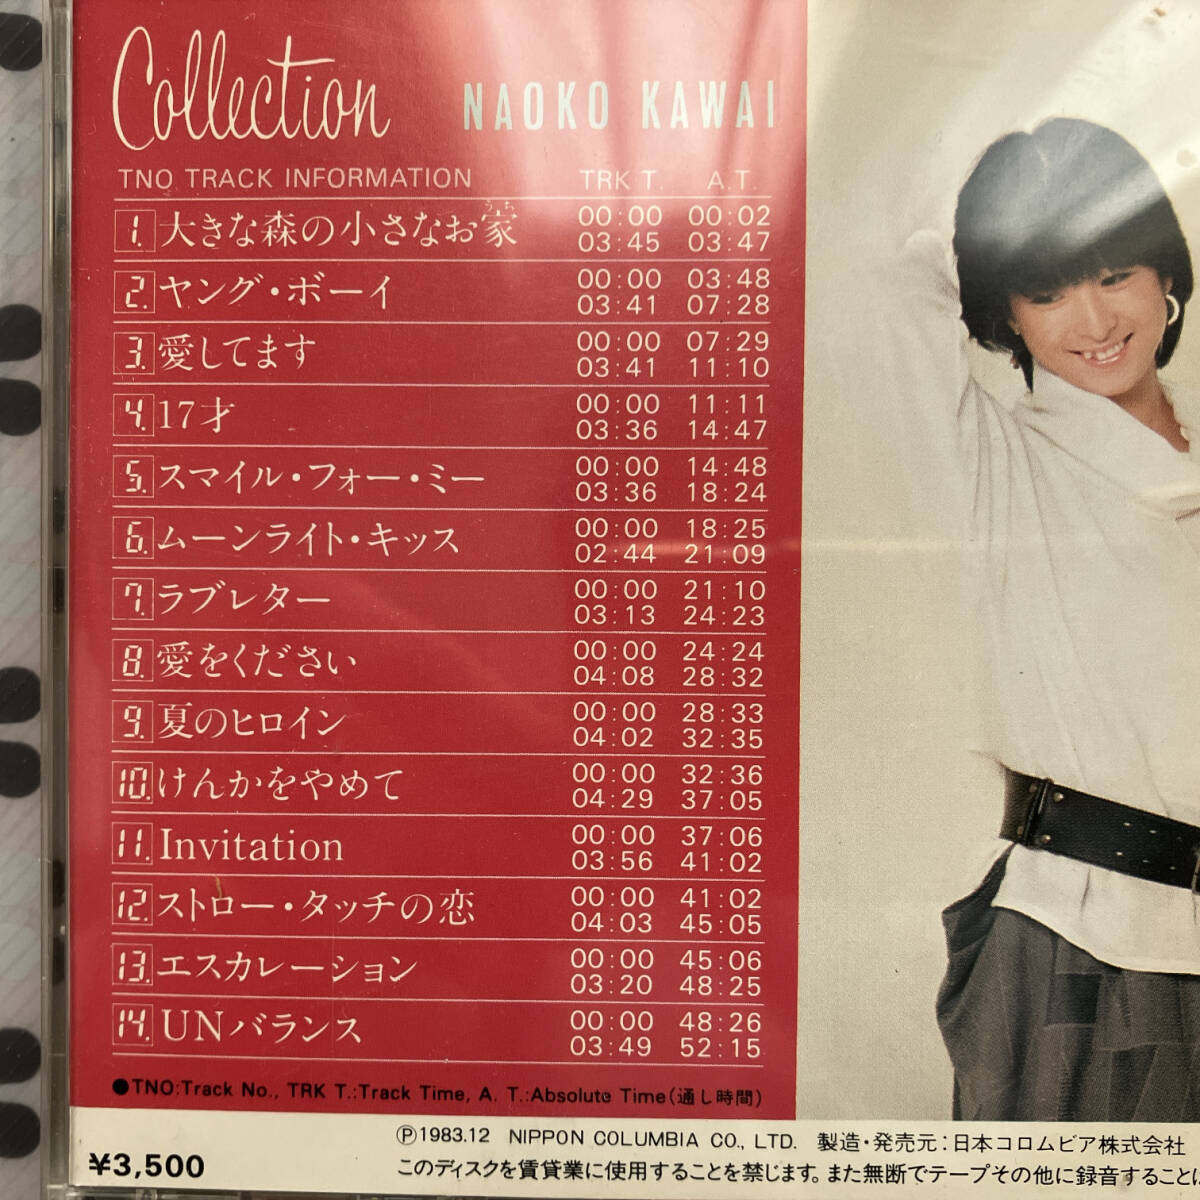 Collection NAOKO KAWAI
TNO TRACK INFORMATION TRK T. A.T.
1. 大きな森の小さなお家 00:00 00:02
うち
03:45 03:47
2. ヤング・ボーイ 00:00 03:48
03:41 07:28
3. 愛してます 00:00 07:29
03:41 11:10
4. 17才 00:00 11:11
03:36 14:47
5. スマイル・フォー・ミー 00:00 14:48
03:36 18:24
6. ムーンライト・キッス 00:00 18:25
02:44 21:09
7. ラブレター 00:00 21:10
03:13 24:23
8. 愛をください 00:00 24:24
04:08 28:32
9. 夏のヒロイン 00:00 28:33
04:02 32:35
10. けんかをやめて 00:00 32:36
04:29 37:05
11. Invitation 00:00 37:06
03:56 41:02
12. ストロー・タッチの恋 00:00 41:02
04:03 45:05
13. エスカレーション 00:00 45:06
03:20 48:25
14. UNバランス 00:00 48:26
03:49 52:15
●TNO:Track No., TRK T.:Track Time, A. T.:Absolute Time(通し時間)
Ⓟ1983.12 NIPPON COLUMBIA CO., LTD. 製造・発売元:日本コロムビア株式会社
¥3,500 このディスクを賃貸業に使用することを禁じます。また無断でテープその他に録音することに